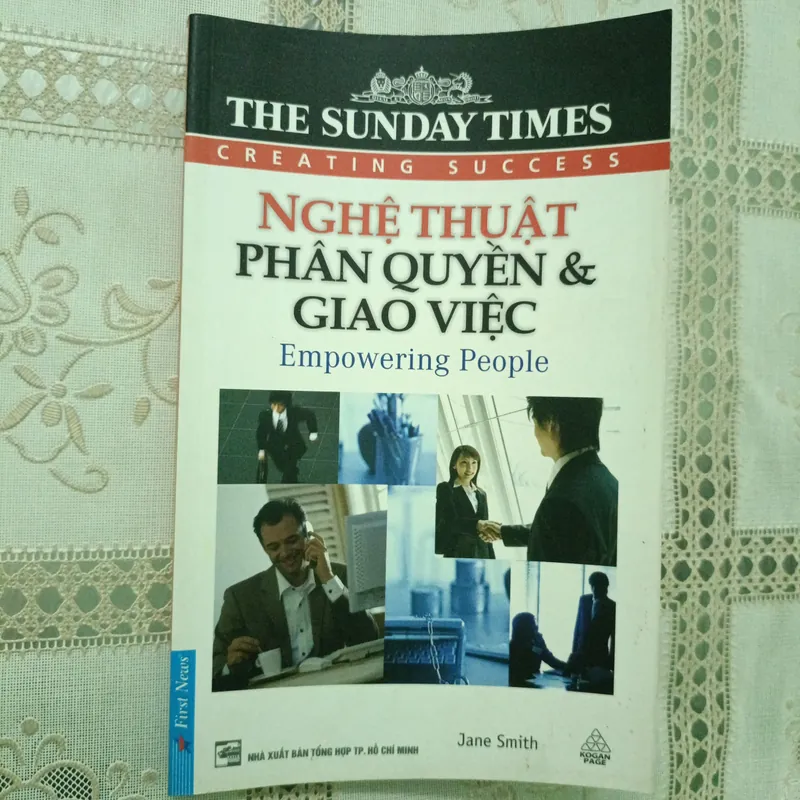 THE SUNDAY TIMES
CREATING SUCCESS
NGHỆ THUẬT
PHÂN QUYỀN &
GIAO VIỆC
Empowering People
First News
NHÀ XUẤT BẢN TỔNG HỢP TP. HỒ CHÍ MINH
Jane Smith
KOGAN
PAGE